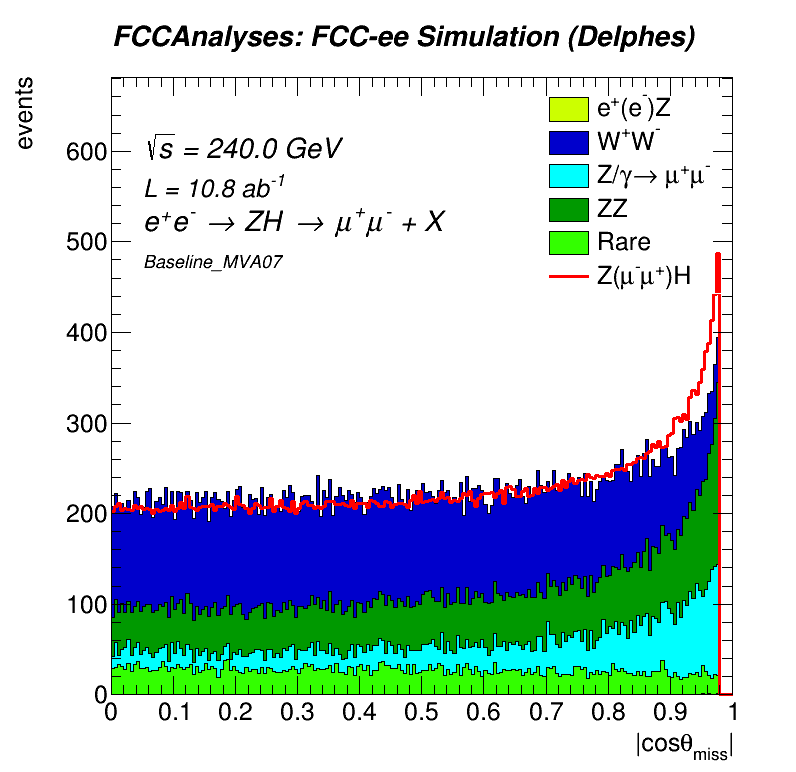 FCCAnalyses: FCC-ee Simulation (Delphes)
events
√s = 240.0 GeV
L = 10.8 ab⁻¹
e⁺e⁻ → ZH → μ⁺μ⁻ + X
Baseline_MVA07
e⁺(e⁻)Z
W⁺W⁻
Z/γ→ μ⁺μ⁻
ZZ
Rare
Z(μ⁻μ⁺)H
600
500
400
300
200
100
0
0 0.1 0.2 0.3 0.4 0.5 0.6 0.7 0.8 0.9 1
|cosθmiss|